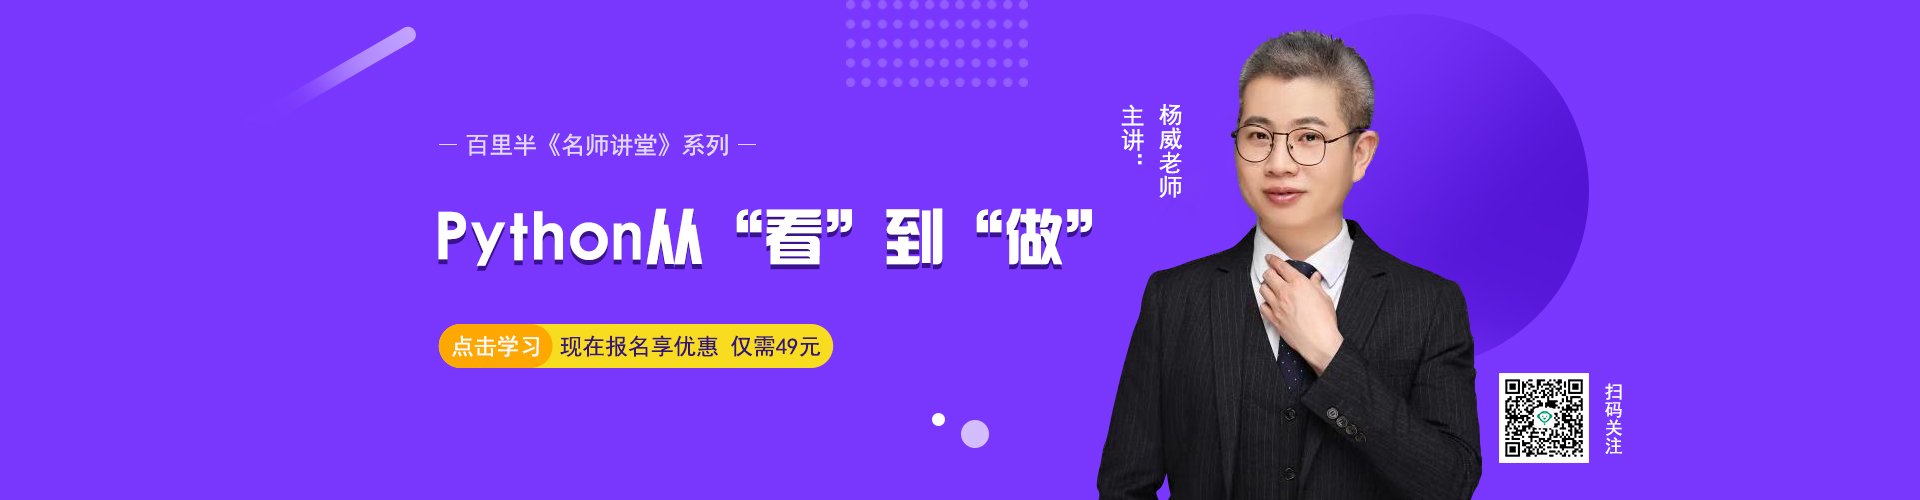 百里半《名师讲堂》系列
Python从“看”到“做”
点击学习 现在报名享优惠 仅需49元
主讲：
杨威老师
扫码关注